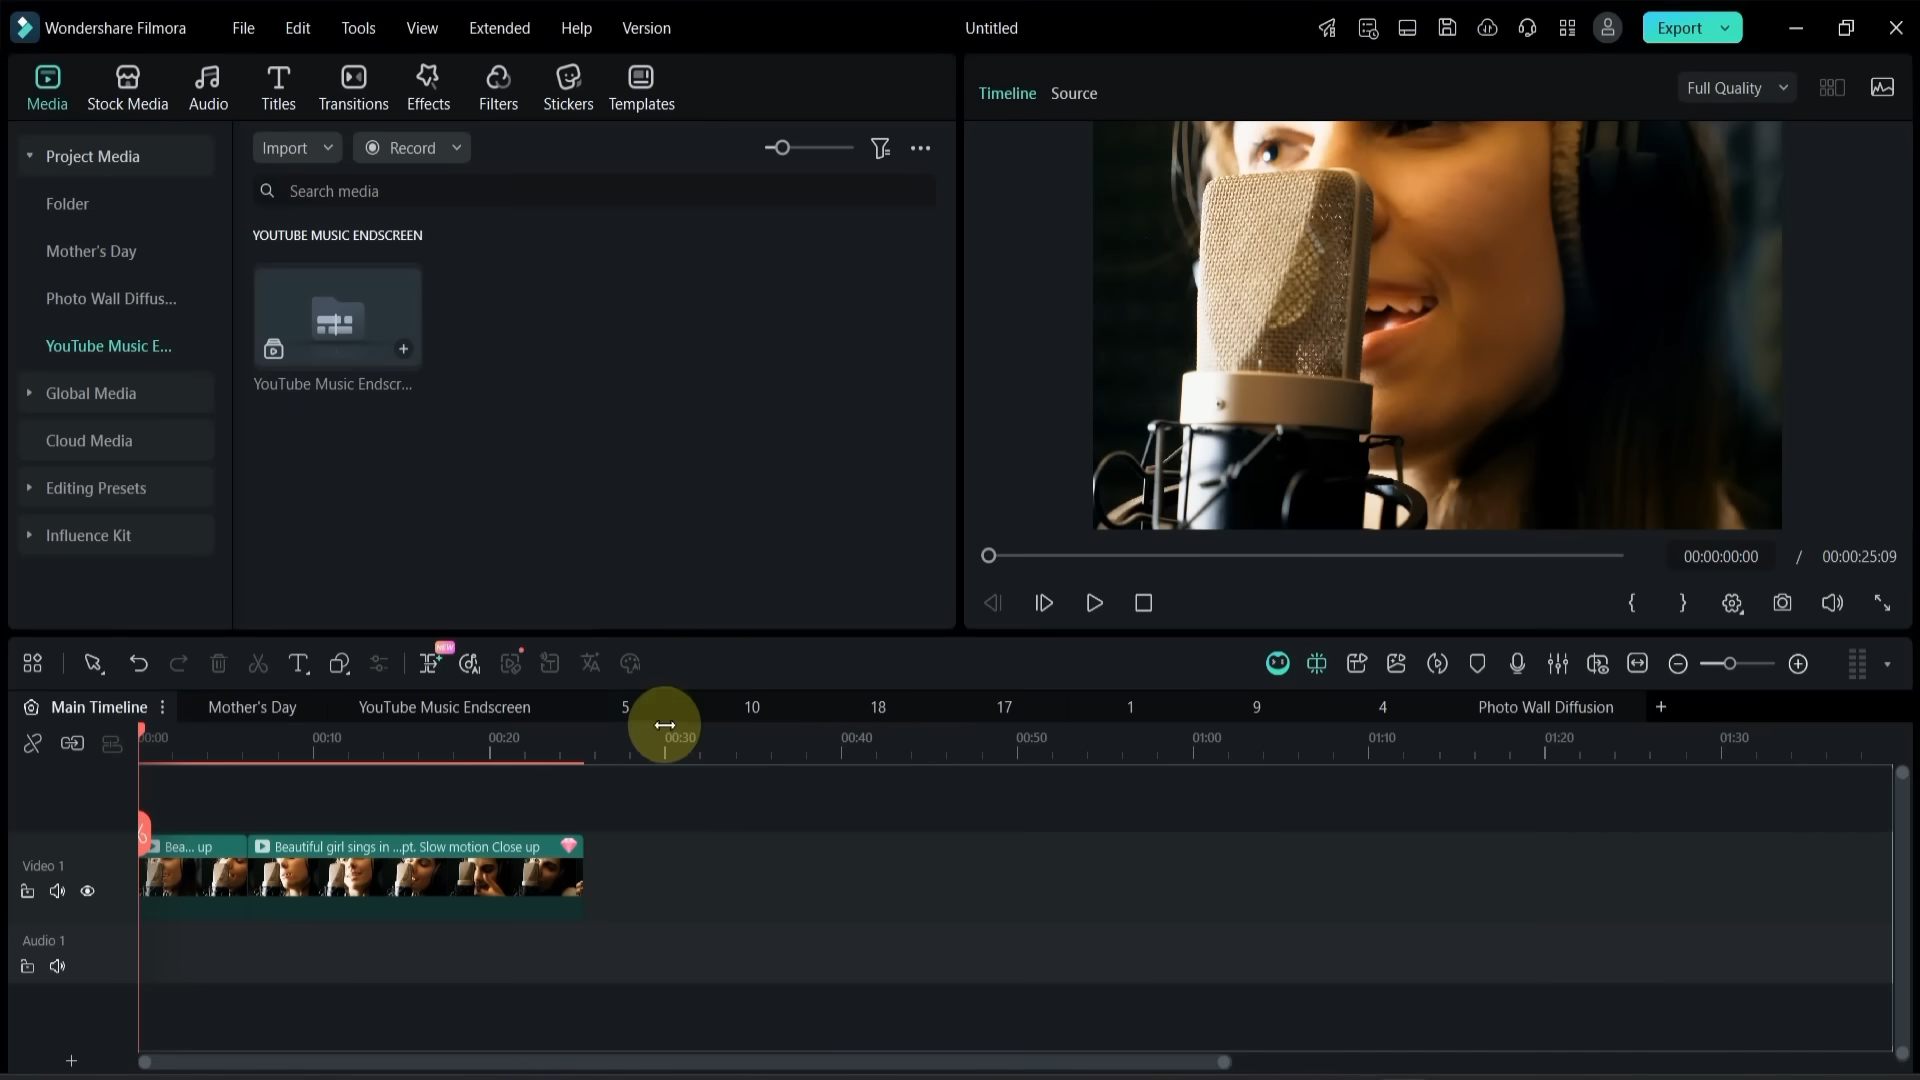 Wondershare Filmora File Edit Tools View Extended Help Version Untitled Export
Media Stock Media Audio Titles Transitions Effects Filters Stickers Templates
Timeline Source Full Quality
Project Media
Folder
Mother's Day
Photo Wall Diffus...
YouTube Music E...
Global Media
Cloud Media
Editing Presets
Influence Kit
Import Record
Search media
YOUTUBE MUSIC ENDSCREEN
YouTube Music Endscr...
00:00:00:00 / 00:00:25:09
NEW
Main Timeline Mother's Day YouTube Music Endscreen 5 10 18 17 1 9 4 Photo Wall Diffusion
00:00 00:10 00:20 00:30 00:40 00:50 01:00 01:10 01:20 01:30
Bea... up Beautiful girl sings in ...pt. Slow motion Close up
Video 1
Audio 1